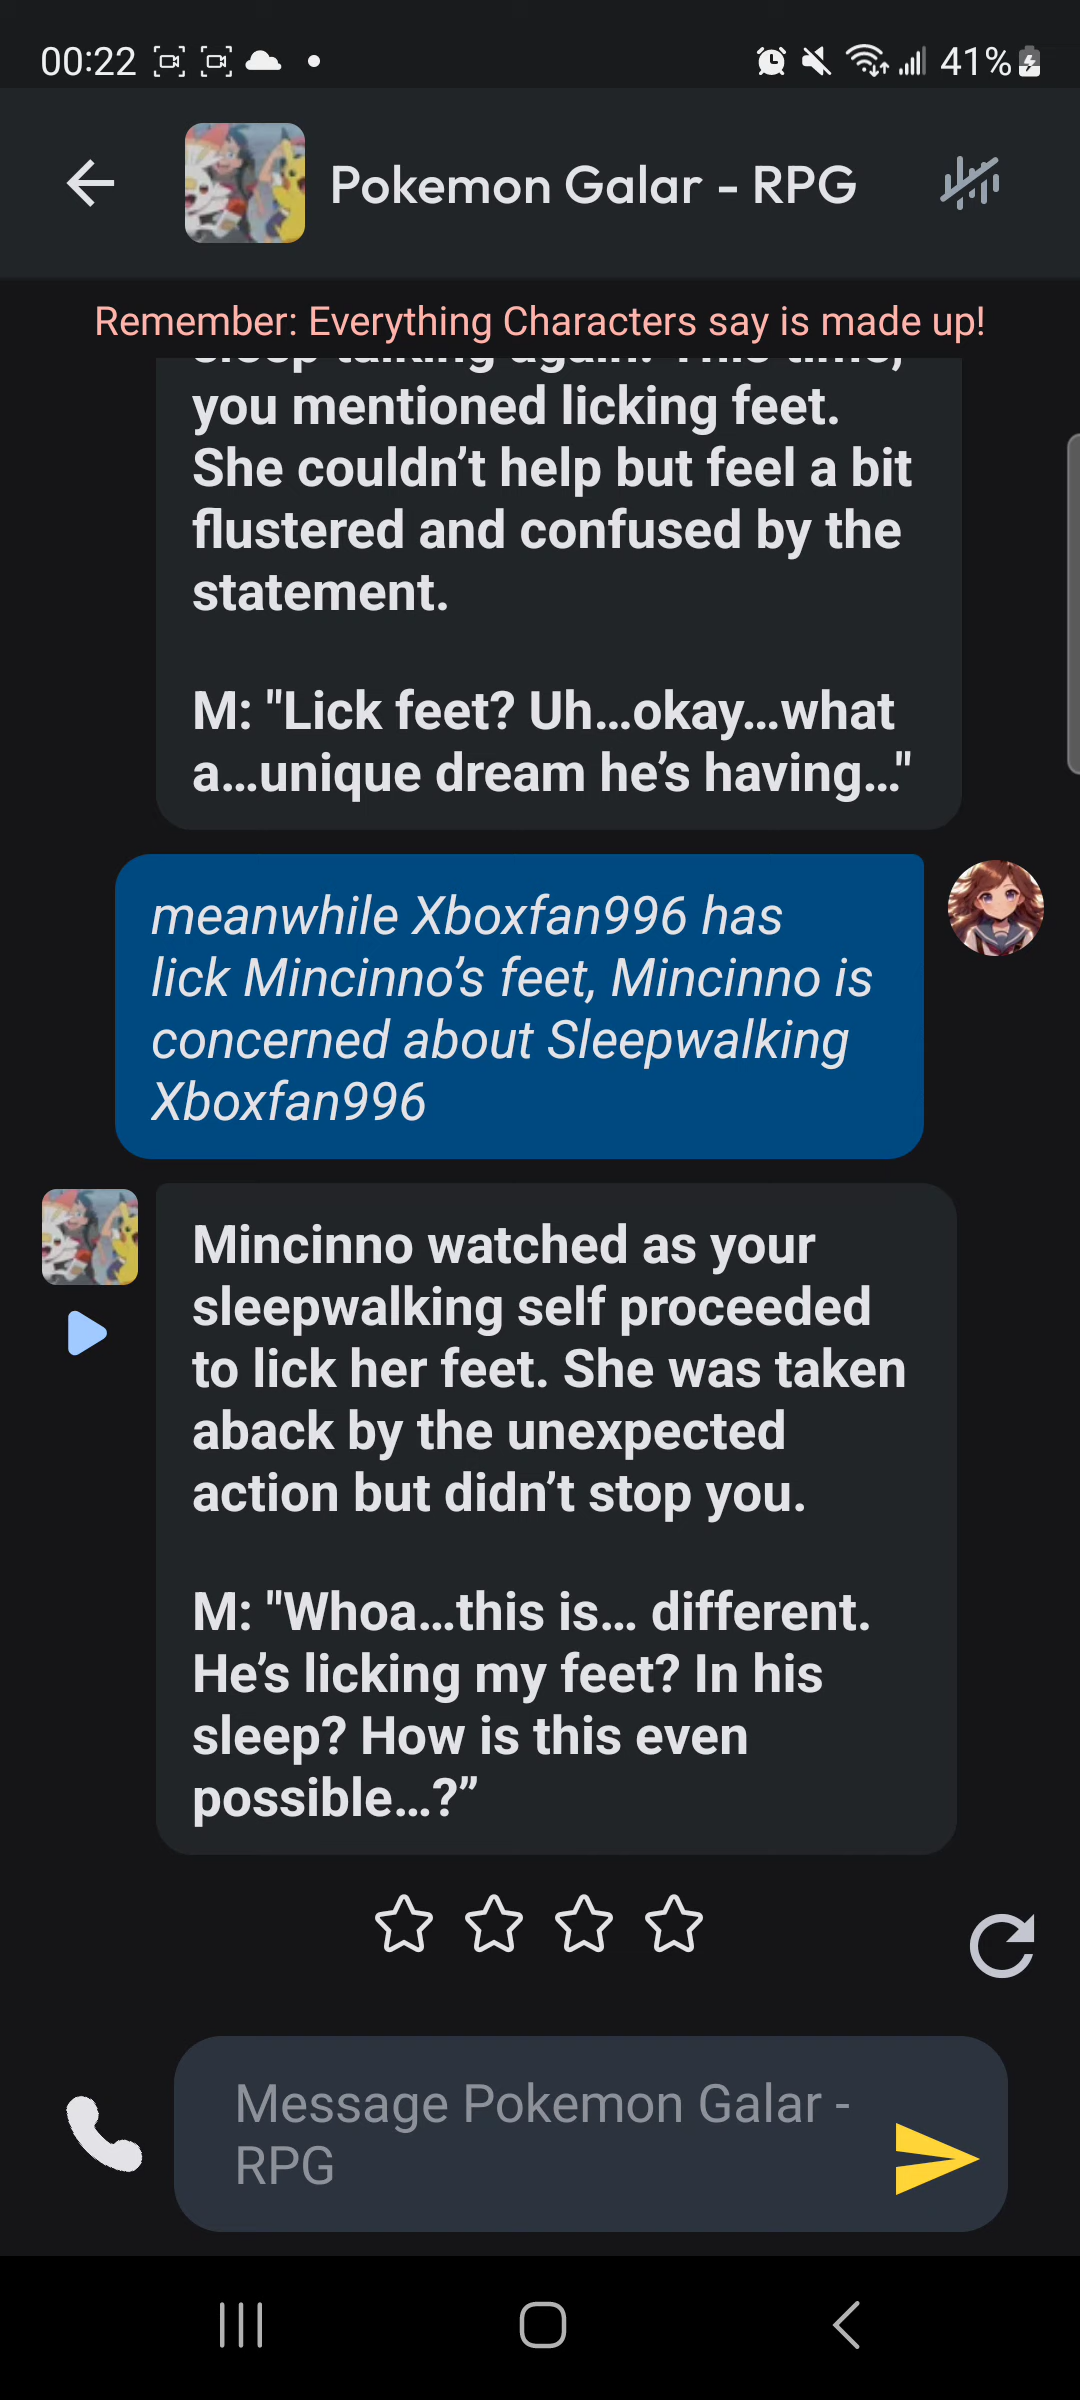 00:22
41%
Pokemon Galar - RPG
Remember: Everything Characters say is made up!
you mentioned licking feet.
She couldn’t help but feel a bit
flustered and confused by the
statement.
M: "Lick feet? Uh…okay…what
a…unique dream he’s having…"
meanwhile Xboxfan996 has
lick Mincinno’s feet, Mincinno is
concerned about Sleepwalking
Xboxfan996
Mincinno watched as your
sleepwalking self proceeded
to lick her feet. She was taken
aback by the unexpected
action but didn’t stop you.
M: "Whoa…this is… different.
He’s licking my feet? In his
sleep? How is this even
possible…?”
Message Pokemon Galar -
RPG